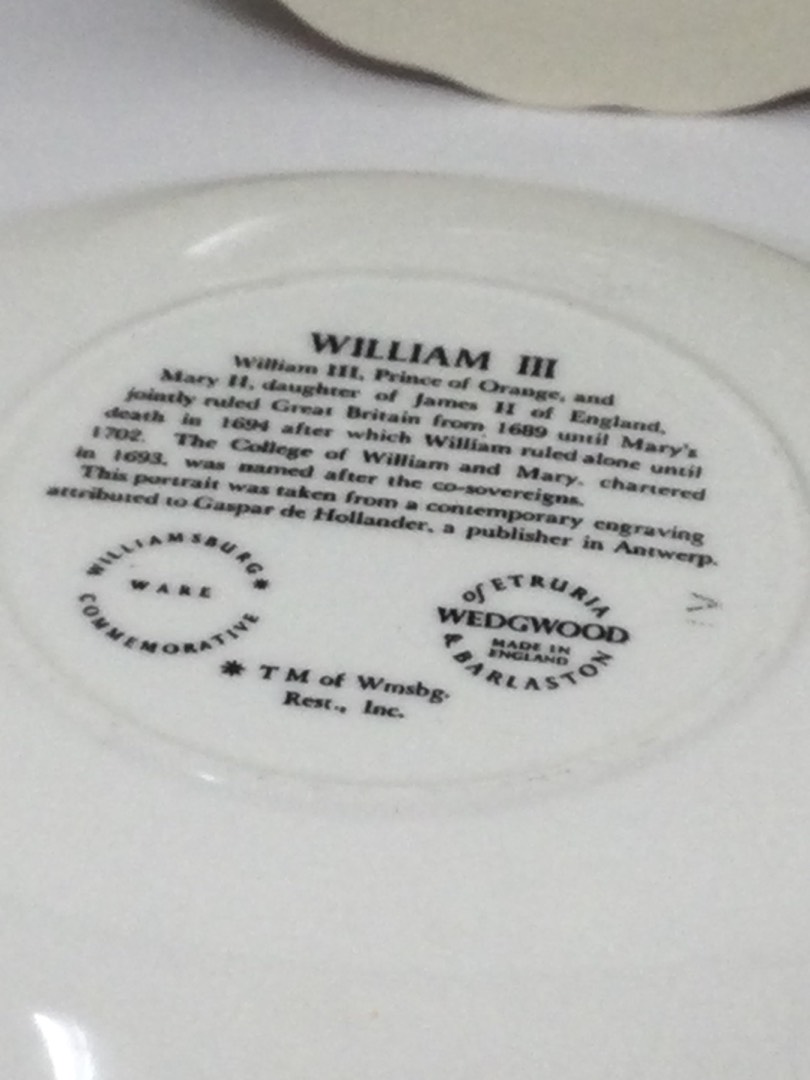 WILLIAM III
William III, Prince of Orange, and
Mary II, daughter of James II of England,
jointly ruled Great Britain from 1689 until Mary's
death in 1694 after which William ruled alone until
1702. The College of William and Mary, chartered
in 1693, was named after the co-sovereigns.
This portrait was taken from a contemporary engraving
attributed to Gaspar de Hollander, a publisher in Antwerp.
WILLIAMSBURG*
WARE
COMMEMORATIVE
of ETRURIA
WEDGWOOD
MADE IN
ENGLAND
& BARLASTON
* TM of Wmsbg.
Rest., Inc.